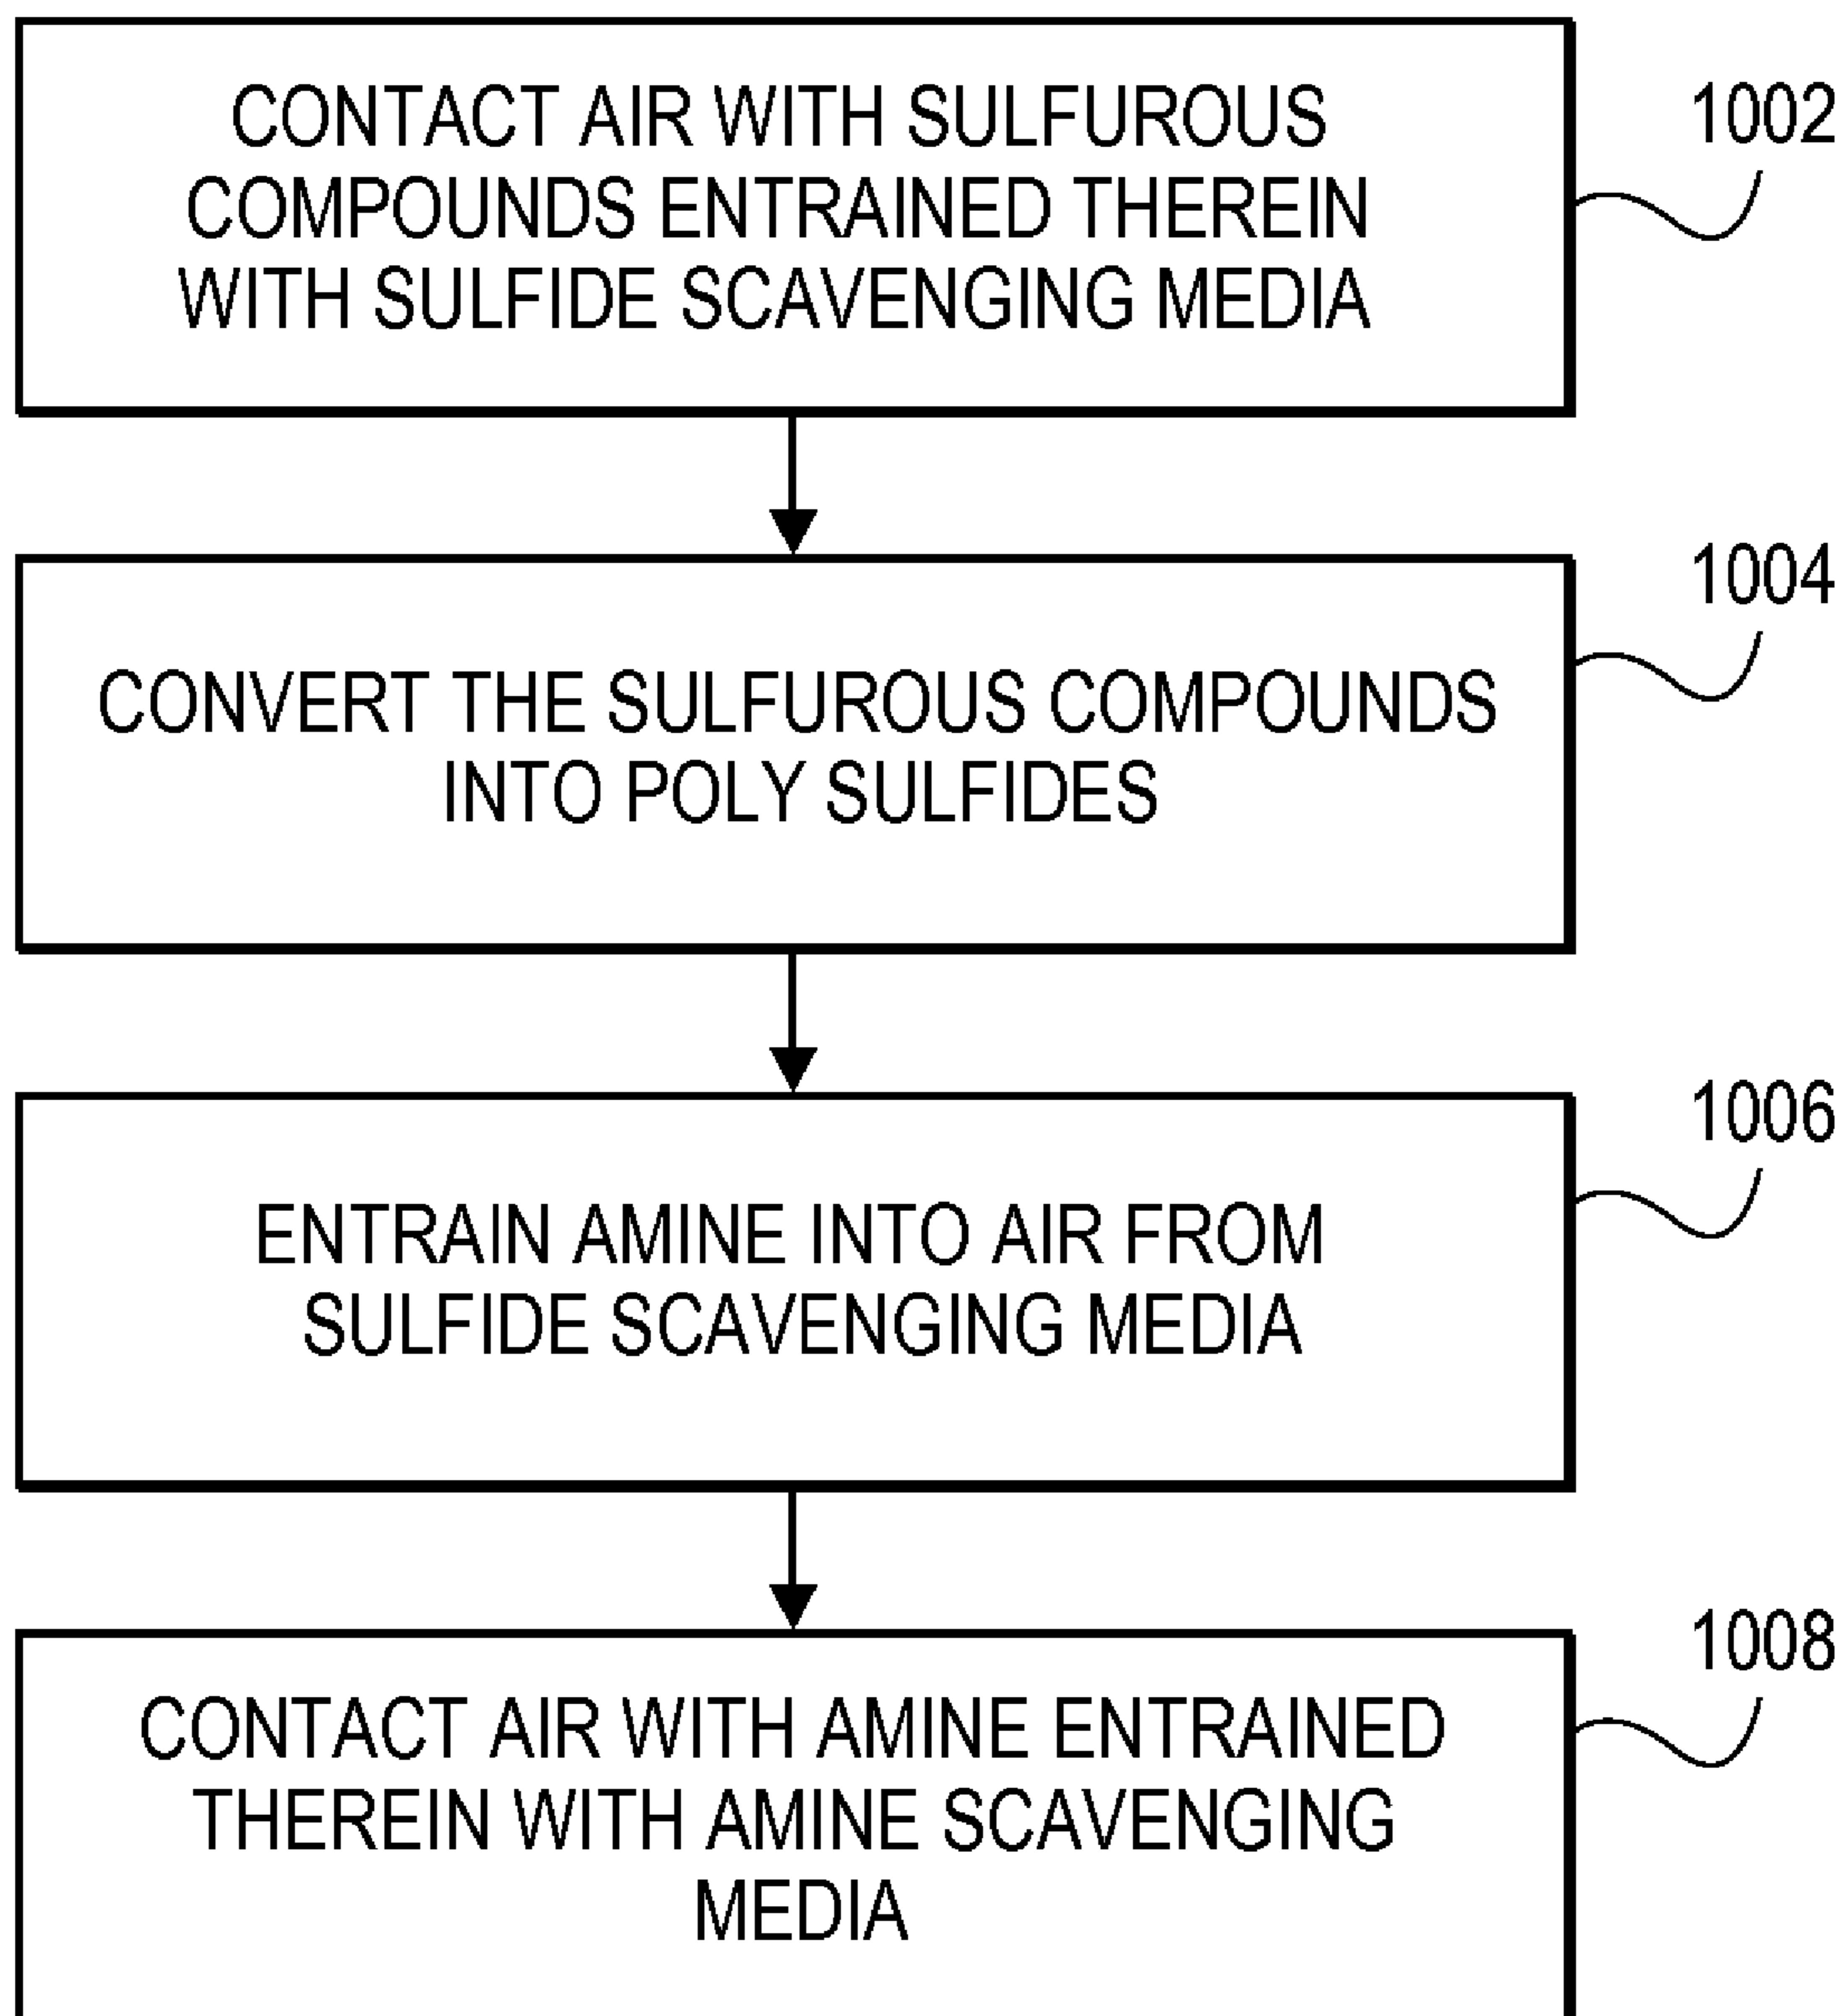 CONTACT AIR WITH SULFUROUS
COMPOUNDS ENTRAINED THEREIN
WITH SULFIDE SCAVENGING MEDIA
1002
CONVERT THE SULFUROUS COMPOUNDS
INTO POLY SULFIDES
1004
ENTRAIN AMINE INTO AIR FROM
SULFIDE SCAVENGING MEDIA
1006
CONTACT AIR WITH AMINE ENTRAINED
THEREIN WITH AMINE SCAVENGING
MEDIA
1008